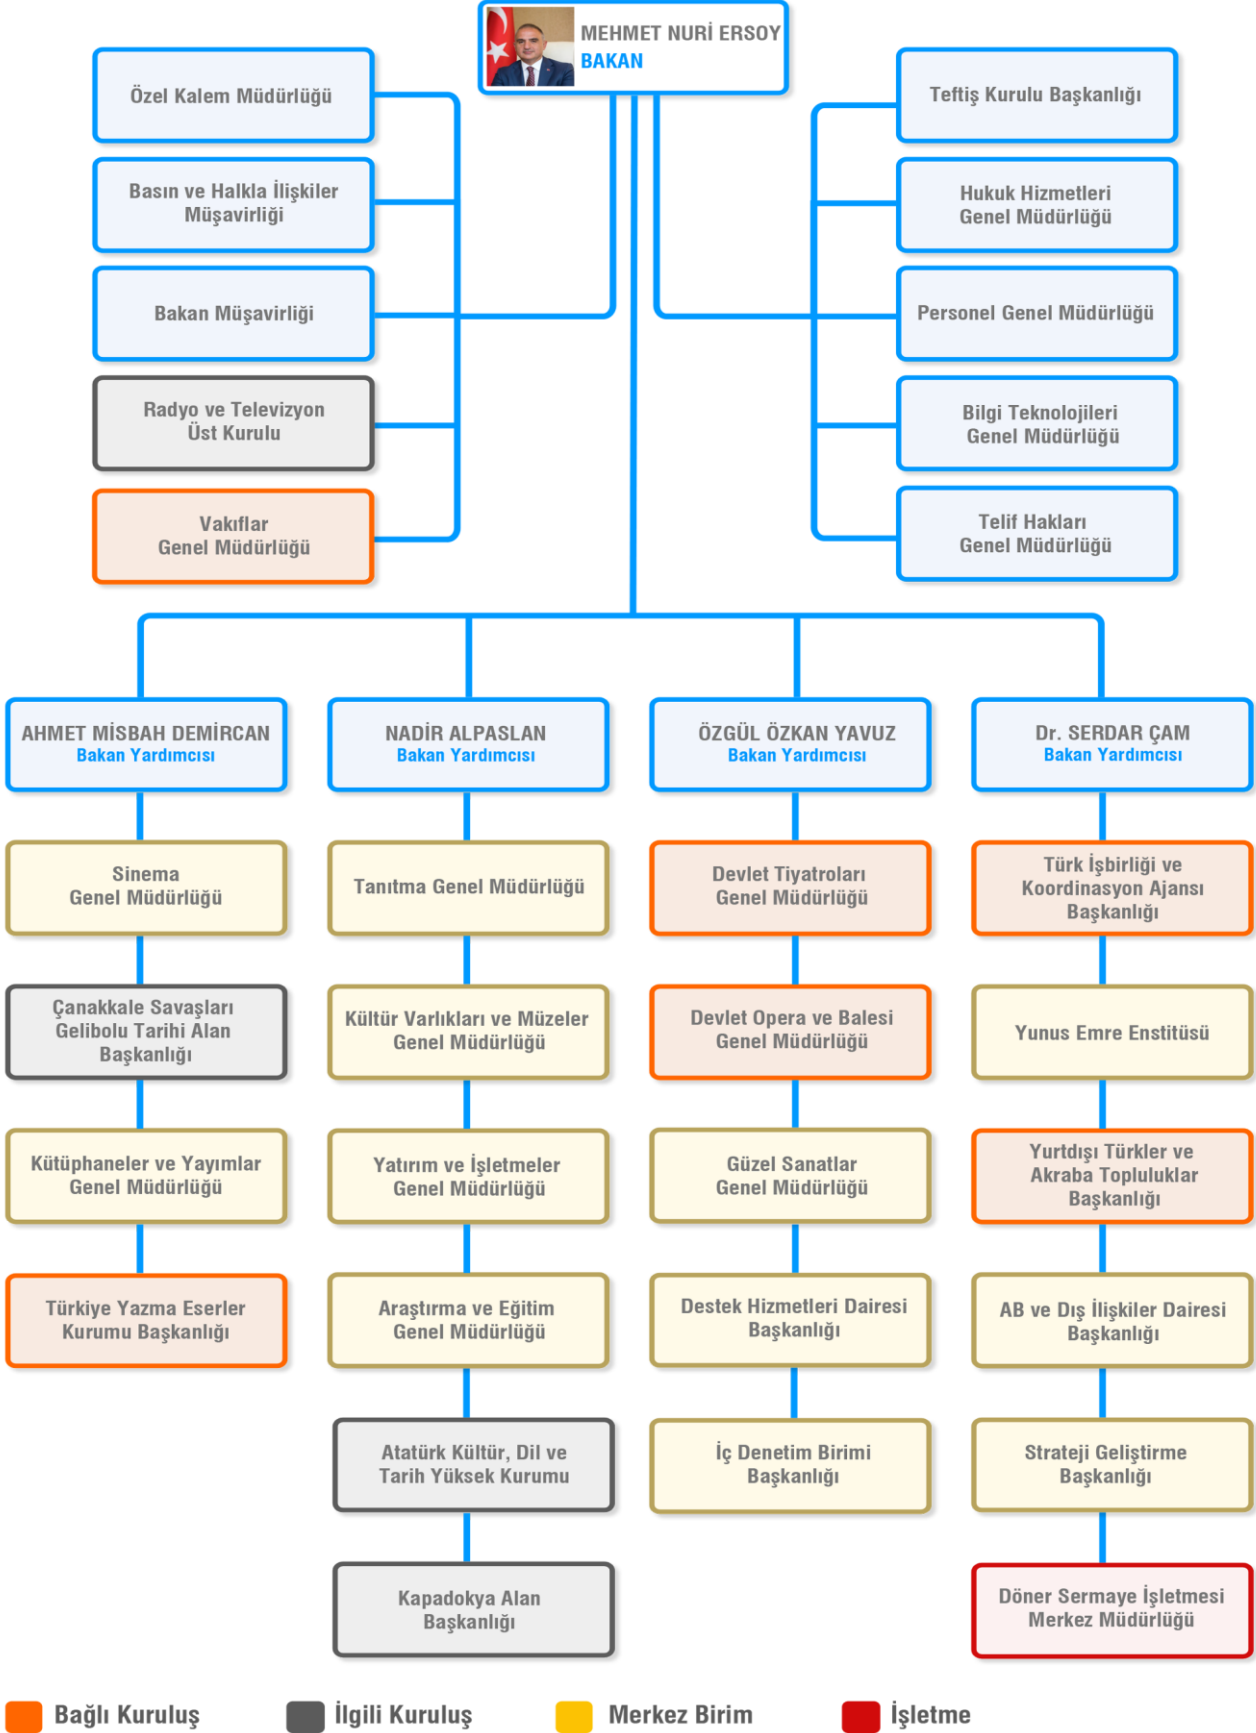 MEHMET NURİ ERSOY
BAKAN
Özel Kalem Müdürlüğü
Basın ve Halkla İlişkiler
Müşavirliği
Bakan Müşavirliği
Radyo ve Televizyon
Üst Kurulu
Vakıflar
Genel Müdürlüğü
Teftiş Kurulu Başkanlığı
Hukuk Hizmetleri
Genel Müdürlüğü
Personel Genel Müdürlüğü
Bilgi Teknolojileri
Genel Müdürlüğü
Telif Hakları
Genel Müdürlüğü
AHMET MİSBAH DEMİRCAN
Bakan Yardımcısı
Sinema
Genel Müdürlüğü
Çanakkale Savaşları
Gelibolu Tarihi Alan
Başkanlığı
Kütüphaneler ve Yayımlar
Genel Müdürlüğü
Türkiye Yazma Eserler
Kurumu Başkanlığı
NADİR ALPASLAN
Bakan Yardımcısı
Tanıtma Genel Müdürlüğü
Kültür Varlıkları ve Müzeler
Genel Müdürlüğü
Yatırım ve İşletmeler
Genel Müdürlüğü
Araştırma ve Eğitim
Genel Müdürlüğü
Atatürk Kültür, Dil ve
Tarih Yüksek Kurumu
Kapadokya Alan
Başkanlığı
ÖZGÜL ÖZKAN YAVUZ
Bakan Yardımcısı
Devlet Tiyatroları
Genel Müdürlüğü
Devlet Opera ve Balesi
Genel Müdürlüğü
Güzel Sanatlar
Genel Müdürlüğü
Destek Hizmetleri Dairesi
Başkanlığı
İç Denetim Birimi
Başkanlığı
Dr. SERDAR ÇAM
Bakan Yardımcısı
Türk İşbirliği ve
Koordinasyon Ajansı
Başkanlığı
Yunus Emre Enstitüsü
Yurtdışı Türkler ve
Akraba Topluluklar
Başkanlığı
AB ve Dış İlişkiler Dairesi
Başkanlığı
Strateji Geliştirme
Başkanlığı
Döner Sermaye İşletmesi
Merkez Müdürlüğü
Bağlı Kuruluş
İlgili Kuruluş
Merkez Birim
İşletme